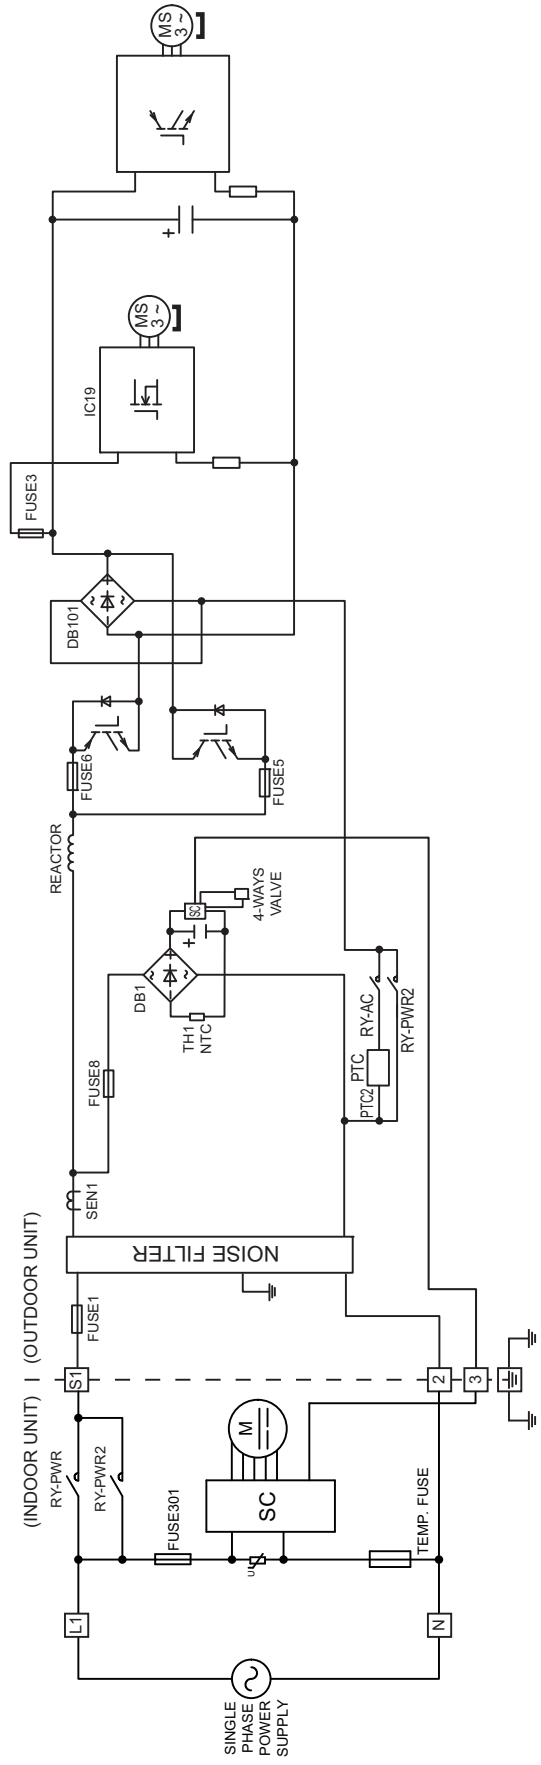 SINGLE
PHASE
POWER
SUPPLY
L1
N
RY-PWR
RY-PWR2
FUSE301
U
TEMP. FUSE
SC
M
(INDOOR UNIT)
(OUTDOOR UNIT)
S1
2
3
FUSE1
NOISE FILTER
SEN1
FUSE8
PTC2
PTC
RY-AC
RY-PWR2
TH1
NTC
DB1
~
~
+
SC
4-WAYS
VALVE
REACTOR
FUSE6
FUSE5
DB101
~
~
FUSE3
IC19
MS
3 ~
+
MS
3 ~